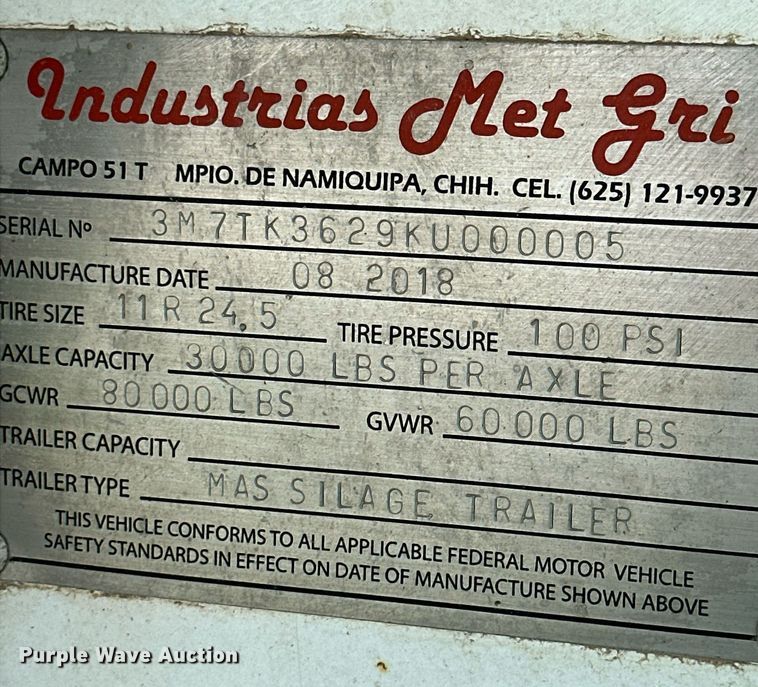 Industrias Met Gri
CAMPO 51 T MPIO. DE NAMIQUIPA, CHIH. CEL. (625) 121-9937
SERIAL Nº 3M7TK3629KU000005
MANUFACTURE DATE 08 2018
TIRE SIZE 11R 24.5 TIRE PRESSURE 100 PSI
AXLE CAPACITY 30000 LBS PER AXLE
GCWR 80000 LBS GVWR 60000 LBS
TRAILER CAPACITY
TRAILER TYPE MAS SILAGE TRAILER
THIS VEHICLE CONFORMS TO ALL APPLICABLE FEDERAL MOTOR VEHICLE
SAFETY STANDARDS IN EFFECT ON DATE OF MANUFACTURE SHOWN ABOVE
Purple Wave Auction